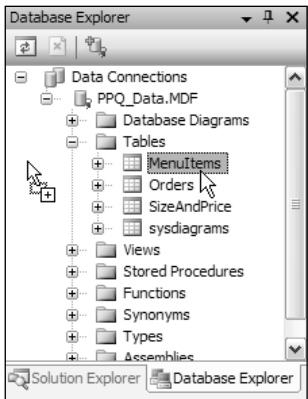 Database Explorer
Data Connections
PPQ_Data.MDF
Database Diagrams
Tables
MenuItems
Orders
SizeAndPrice
sysdiagrams
Views
Stored Procedures
Functions
Synonyms
Types
Assemblies
Solution Explorer Database Explorer